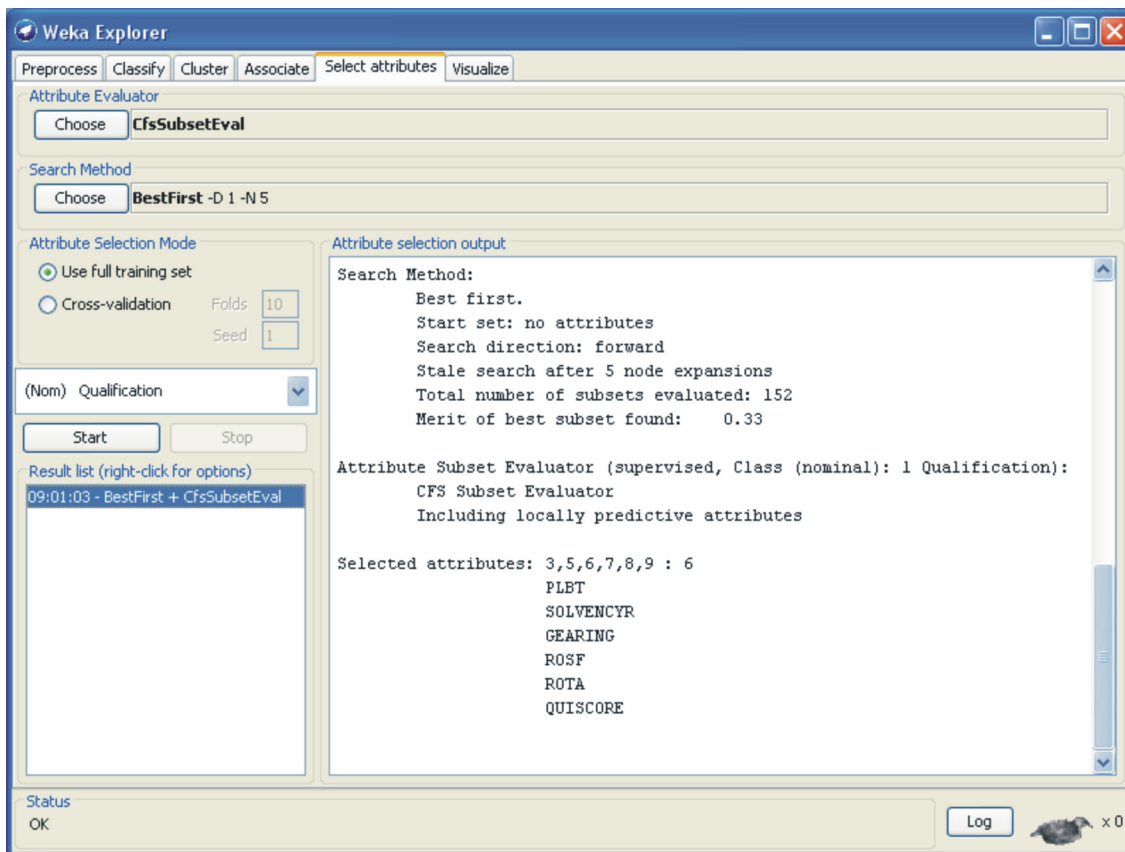 Weka Explorer
Preprocess Classify Cluster Associate Select attributes Visualize
Attribute Evaluator
Choose CfsSubsetEval
Search Method
Choose BestFirst -D 1 -N 5
Attribute Selection Mode
Use full training set
Cross-validation Folds 10
Seed 1
(Nom) Qualification
Start Stop
Result list (right-click for options)
09:01:03 - BestFirst + CfsSubsetEval
Attribute selection output
Search Method:
Best first.
Start set: no attributes
Search direction: forward
Stale search after 5 node expansions
Total number of subsets evaluated: 152
Merit of best subset found: 0.33
Attribute Subset Evaluator (supervised, Class (nominal): 1 Qualification):
CFS Subset Evaluator
Including locally predictive attributes
Selected attributes: 3,5,6,7,8,9 : 6
PLBT
SOLVENCYR
GEARING
ROSF
ROTA
QUISCORE
Status
OK
Log
x 0